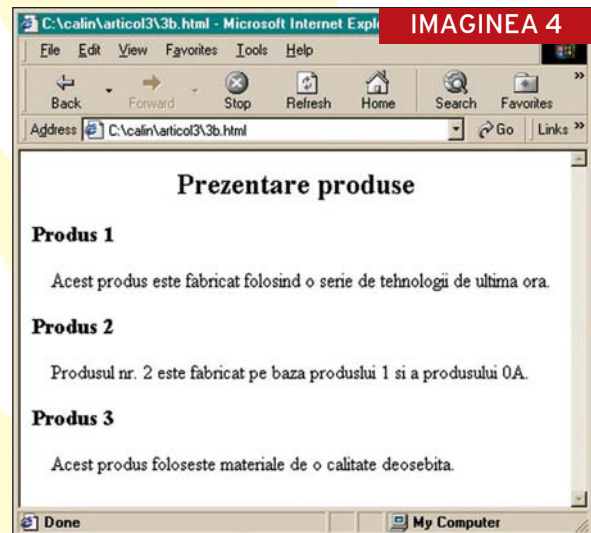 C:\calin\articol3\3b.html - Microsoft Internet Explo
IMAGINEA 4
File Edit View Favorites Tools Help
Back Forward Stop Refresh Home Search Favorites »
Address C:\calin\articol3\3b.html Go Links »
Prezentare produse
Produs 1
Acest produs este fabricat folosind o serie de tehnologii de ultima ora.
Produs 2
Produsul nr. 2 este fabricat pe baza produslui 1 si a produsului 0A.
Produs 3
Acest produs foloseste materiale de o calitate deosebita.
Done My Computer